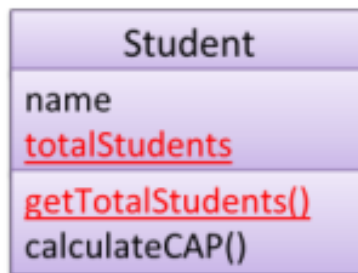 Student
name
totalStudents
getTotalStudents()
calculateCAP()